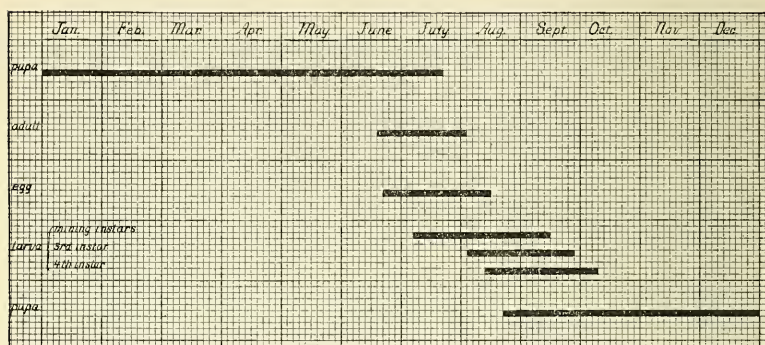 Jan. Feb. Mar. Apr. May June July Aug. Sept. Oct. Nov. Dec.
pupa
adult
egg
mining instars
larva 3rd instar
4th instar
pupa